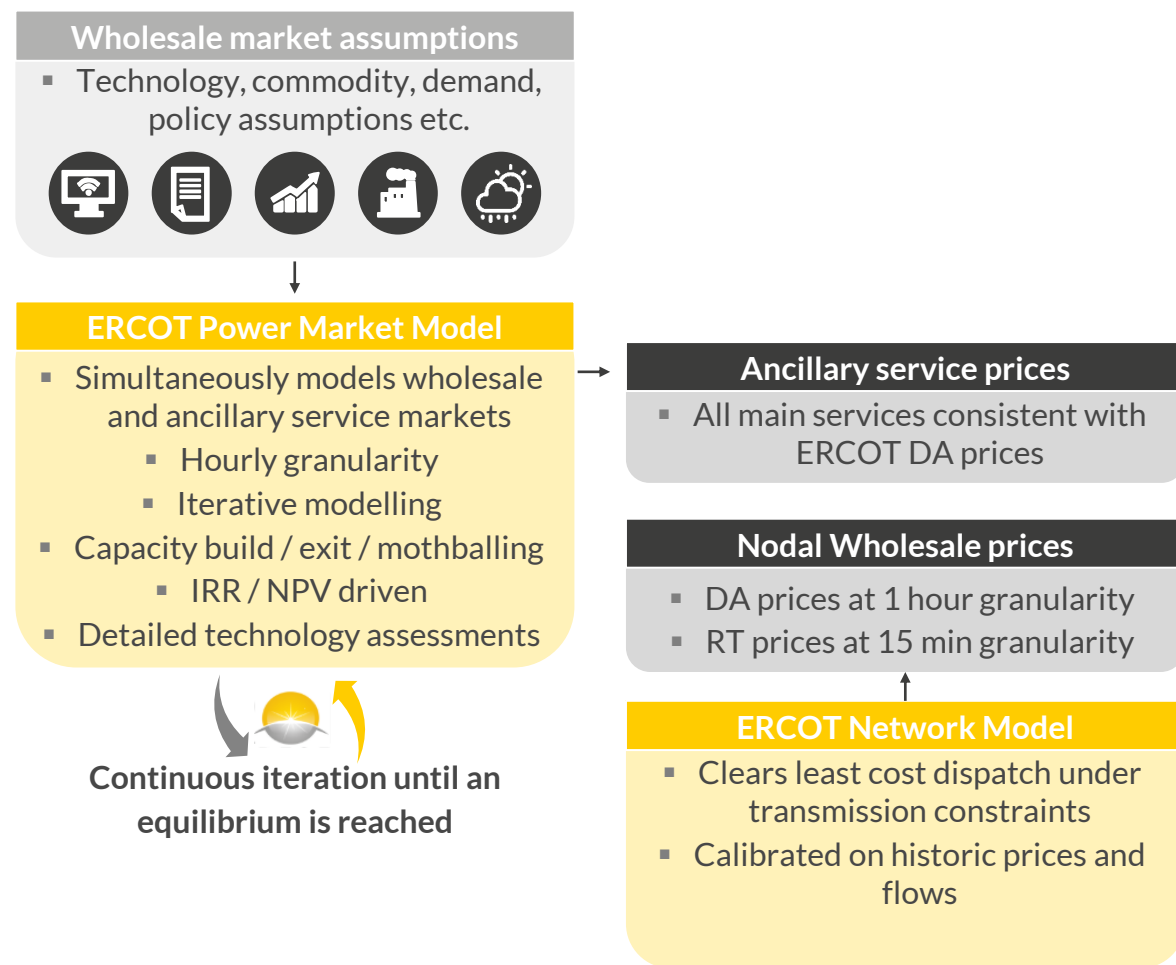 Wholesale market assumptions
▪ Technology, commodity, demand,
policy assumptions etc.
ERCOT Power Market Model
▪ Simultaneously models wholesale
and ancillary service markets
▪ Hourly granularity
▪ Iterative modelling
▪ Capacity build / exit / mothballing
▪ IRR / NPV driven
▪ Detailed technology assessments
Continuous iteration until an
equilibrium is reached
Ancillary service prices
▪ All main services consistent with
ERCOT DA prices
Nodal Wholesale prices
▪ DA prices at 1 hour granularity
▪ RT prices at 15 min granularity
ERCOT Network Model
▪ Clears least cost dispatch under
transmission constraints
▪ Calibrated on historic prices and
flows